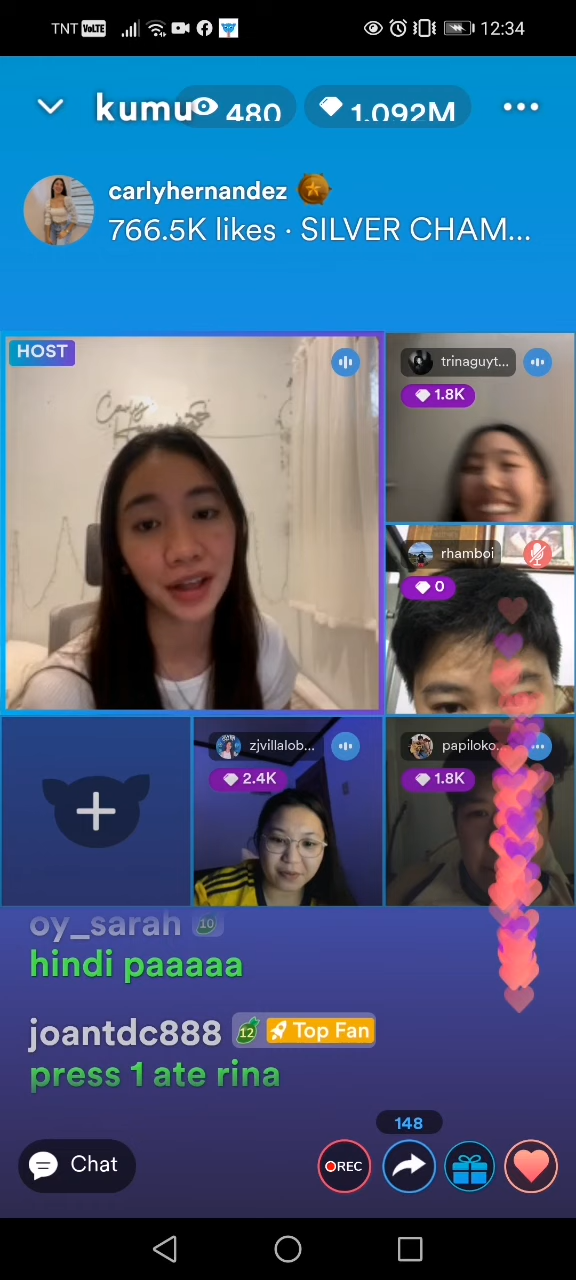 TNT VoLTE 12:34
kumu 480 1.092M
carlyhernandez
766.5K likes · SILVER CHAM...
HOST
trinaguyt...
1.8K
rhamboi
0
zjvillalob...
2.4K
papiloko...
1.8K
oy_sarah 10
hindi paaaaa
joantdc888 12 Top Fan
press 1 ate rina
148
Chat
REC